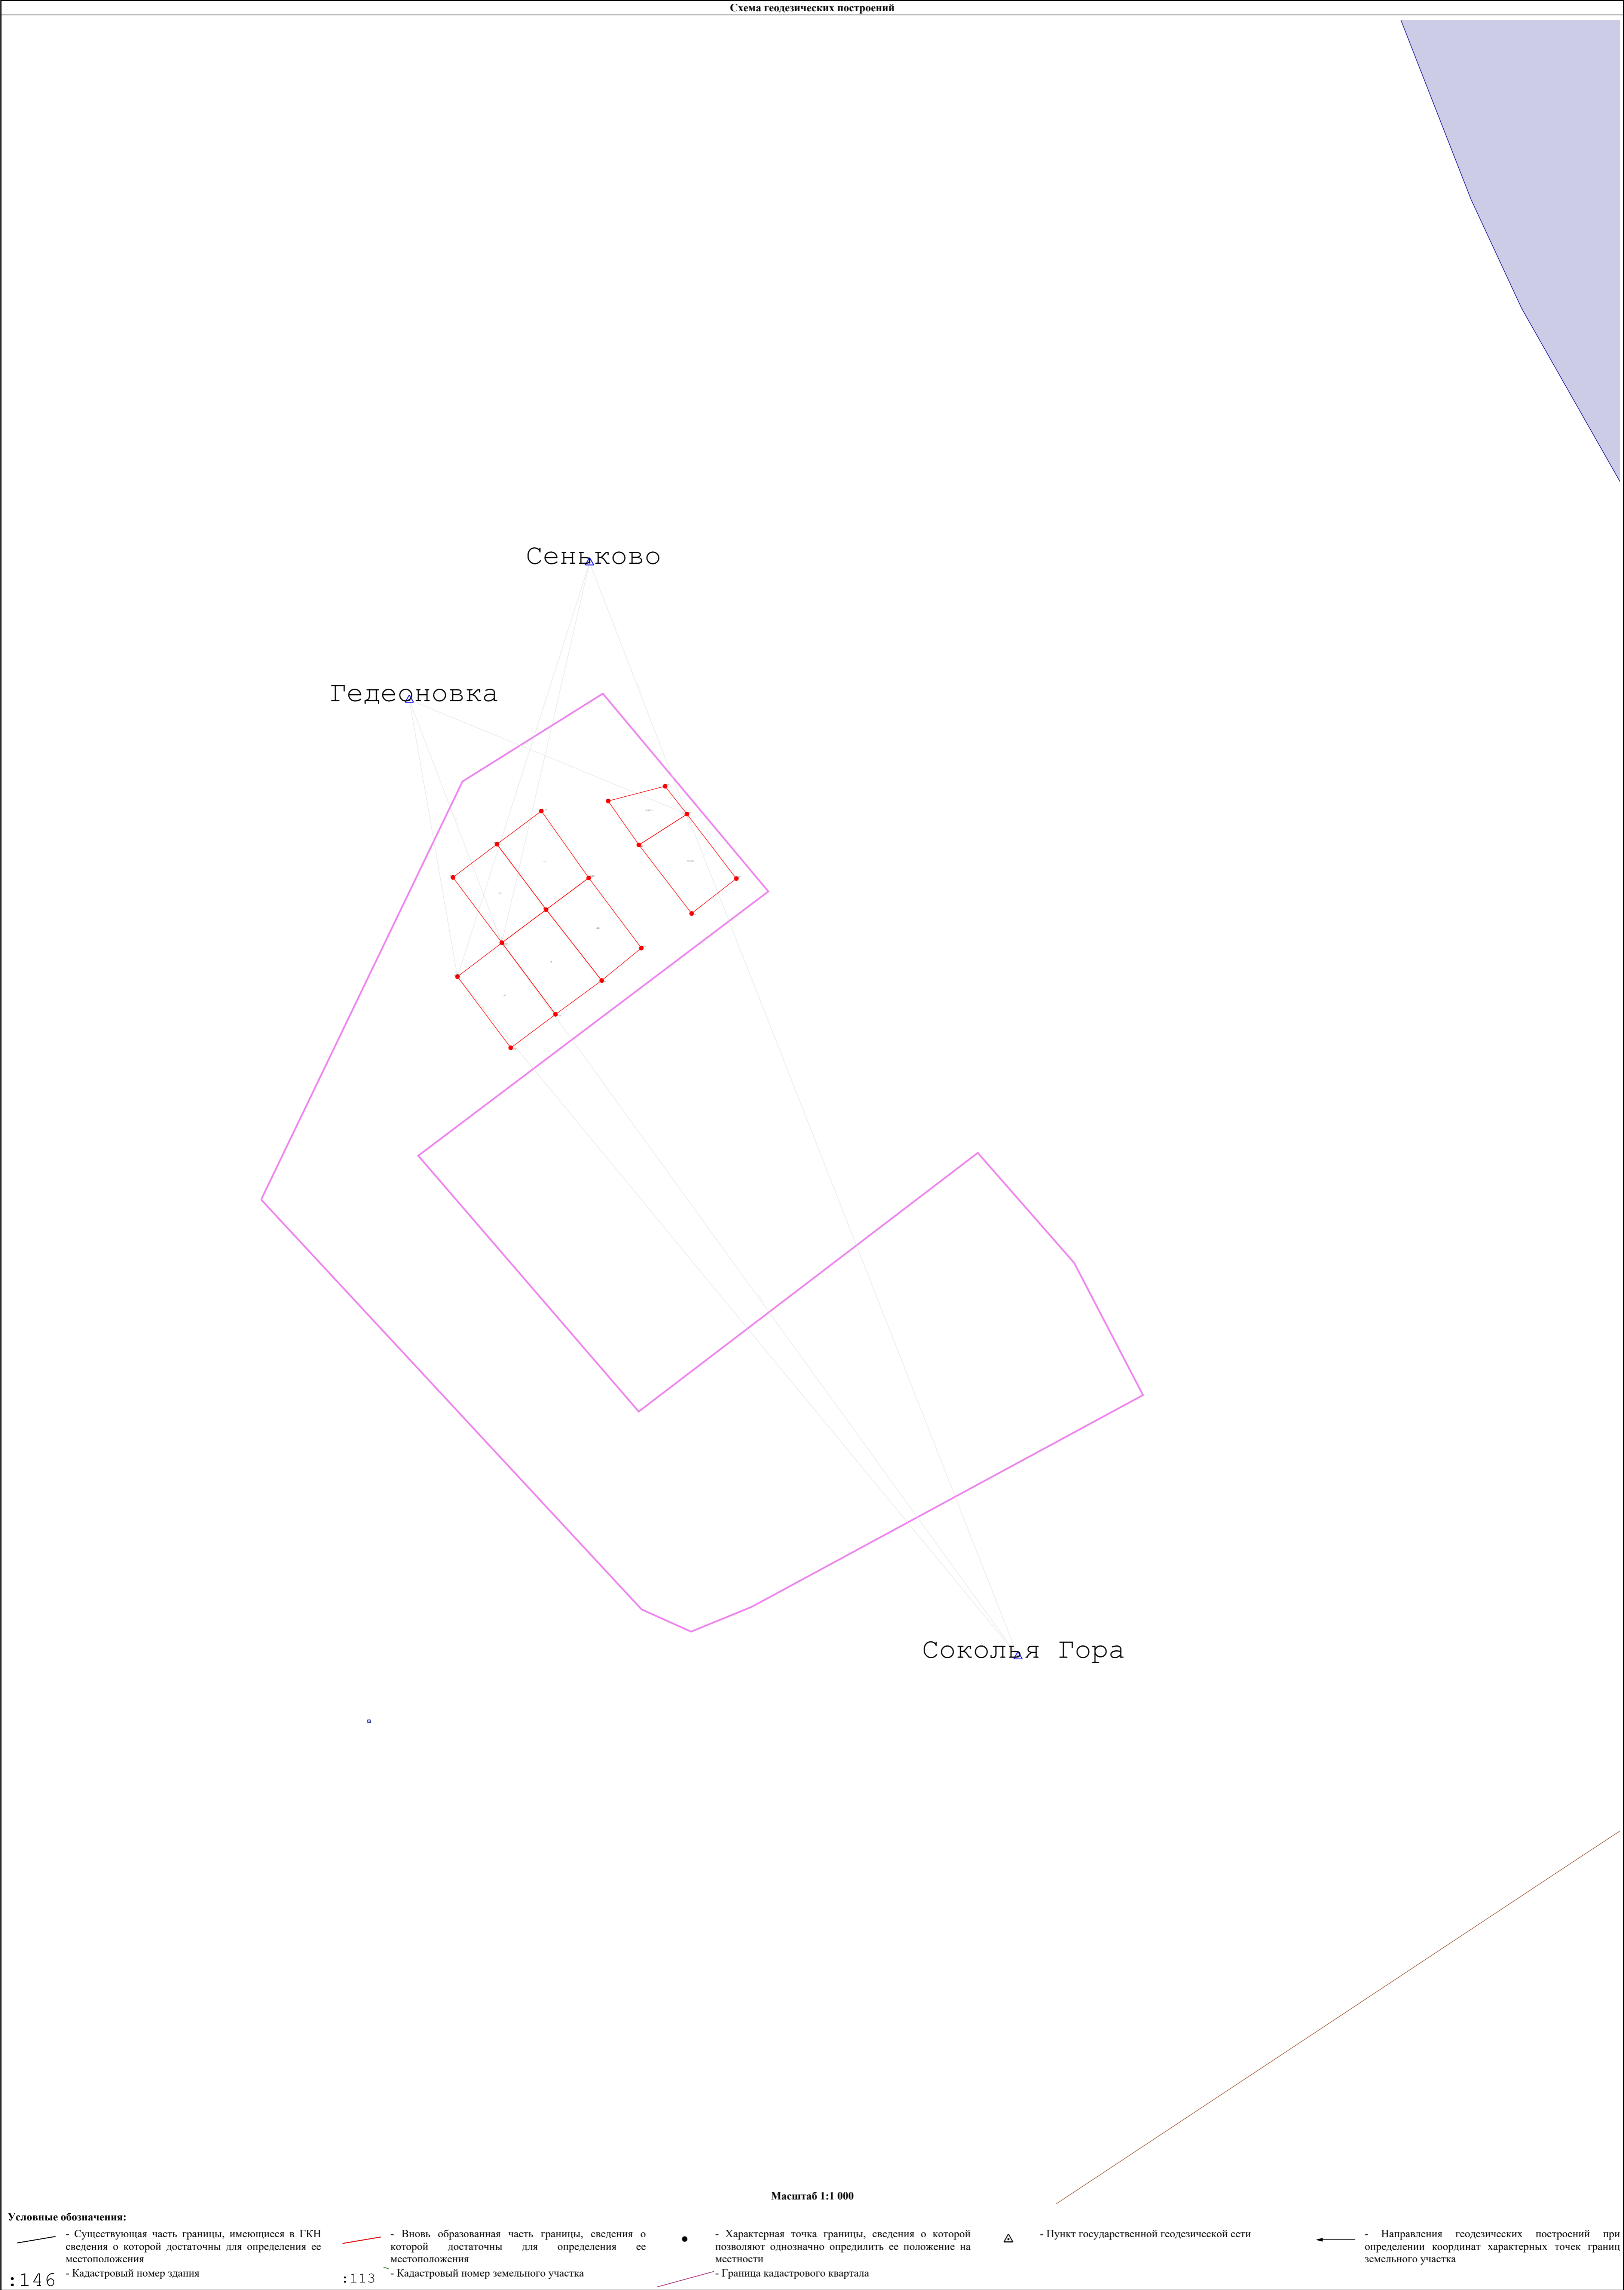 Схема геодезических построений
Сеньково
Гедеоновка
Соколья Гора
Масштаб 1:1 000
Условные обозначения:
- Существующая часть границы, имеющиеся в ГКН
сведения о которой достаточны для определения ее
местоположения
- Вновь образованная часть границы, сведения о
которой достаточны для определения ее
местоположения
- Характерная точка границы, сведения о которой
позволяют однозначно опредилить ее положение на
местности
- Пункт государственной геодезической сети
- Направления геодезических построений при
определении координат характерных точек границ
земельного участка
:146 - Кадастровый номер здания
:113 - Кадастровый номер земельного участка
- Граница кадастрового квартала